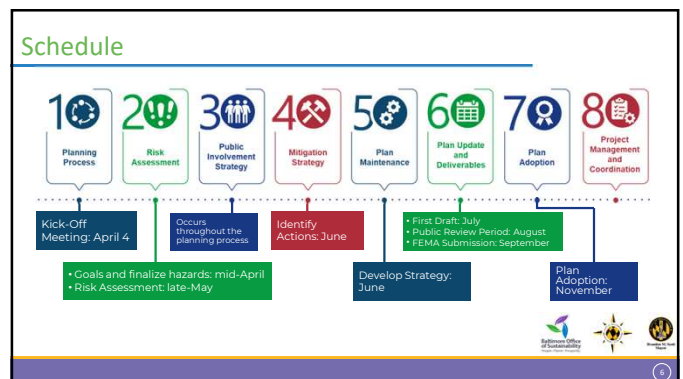 Schedule
1
Planning
Process
2
Risk
Assessment
3
Public
Involvement
Strategy
4
Mitigation
Strategy
5
Plan
Maintenance
6
Plan Update
and
Deliverables
7
Plan
Adoption
8
Project
Management
and
Coordination
Kick-Off
Meeting: April 4
• Goals and finalize hazards: mid-April
• Risk Assessment: late-May
Occurs
throughout the
planning process
Identify
Actions: June
Develop Strategy:
June
• First Draft: July
• Public Review Period: August
• FEMA Submission: September
Plan
Adoption:
November
Baltimore Office
of Sustainability
Brandon M. Scott
Mayor
6